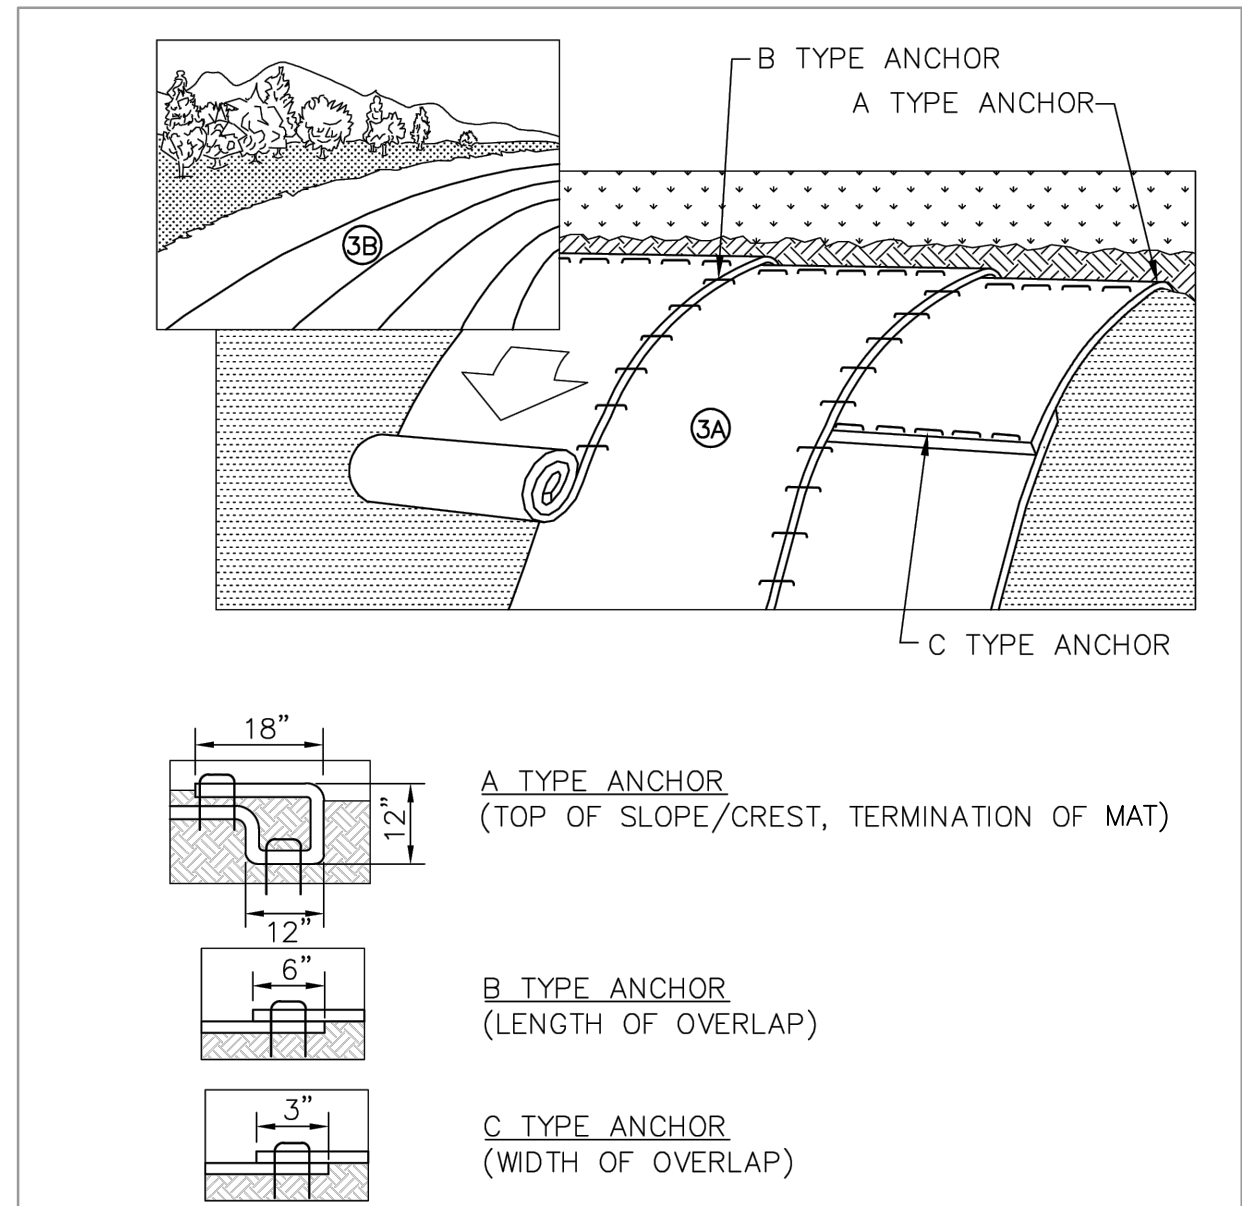 B TYPE ANCHOR
A TYPE ANCHOR
3B
3A
C TYPE ANCHOR
18”
12”
12”
A TYPE ANCHOR
(TOP OF SLOPE/CREST, TERMINATION OF MAT)
6”
B TYPE ANCHOR
(LENGTH OF OVERLAP)
3”
C TYPE ANCHOR
(WIDTH OF OVERLAP)